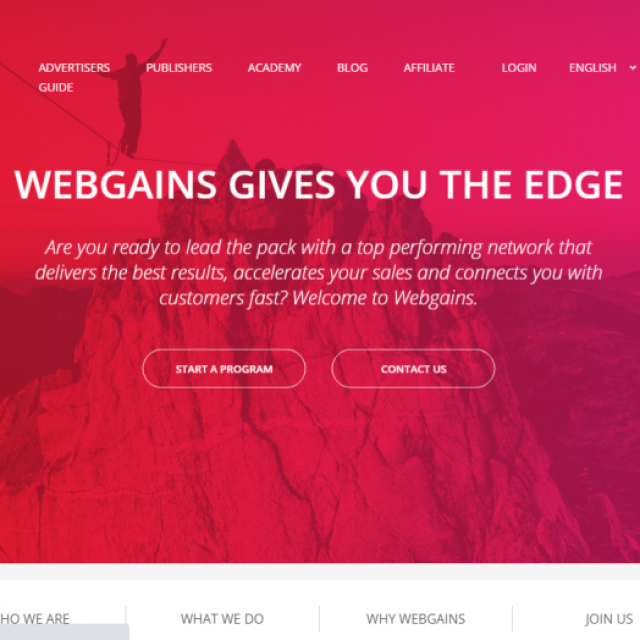 ADVERTISERS PUBLISHERS ACADEMY BLOG AFFILIATE LOGIN ENGLISH
GUIDE
WEBGAINS GIVES YOU THE EDGE
Are you ready to lead the pack with a top performing network that
delivers the best results, accelerates your sales and connects you with
customers fast? Welcome to Webgains.
START A PROGRAM CONTACT US
HO WE ARE WHAT WE DO WHY WEBGAINS JOIN US